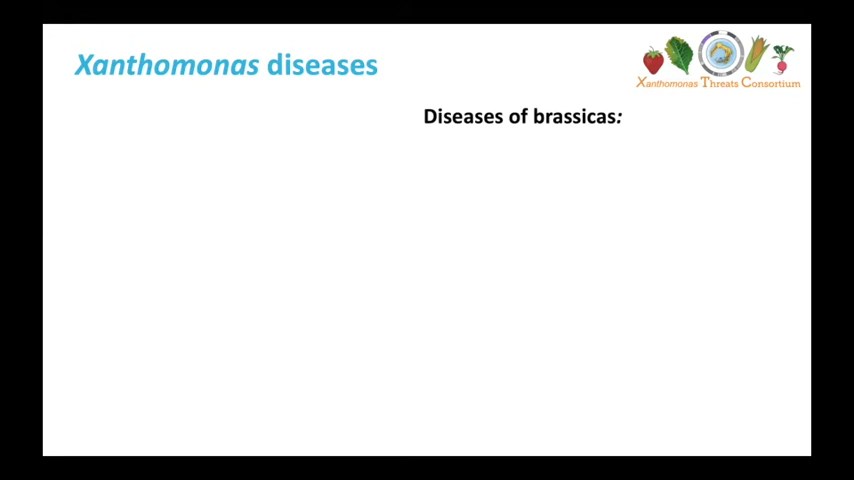 Xanthomonas diseases
Xanthomonas Threats Consortium
Diseases of brassicas: